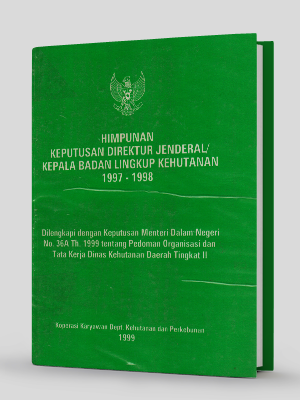 HIMPUNAN
KEPUTUSAN DIREKTUR JENDERAL/
KEPALA BADAN LINGKUP KEHUTANAN
1997 - 1998
Dilengkapi dengan Keputusan Menteri Dalam Negeri
No. 36A Th. 1999 tentang Pedoman Organisasi dan
Tata Kerja Dinas Kehutanan Daerah Tingkat II
Koperasi Karyawan Dept. Kehutanan dan Perkebunan
1999